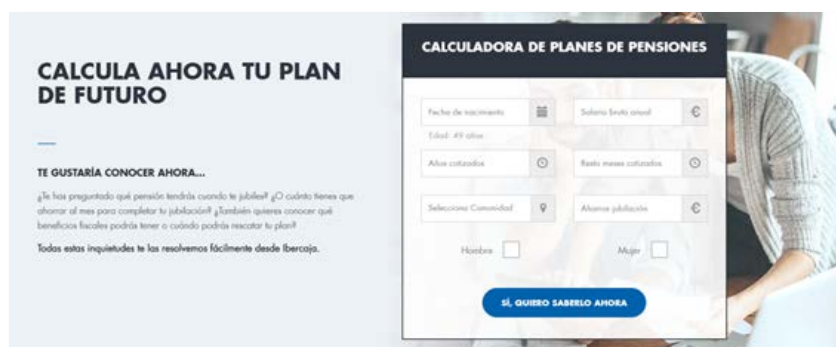 CALCULA AHORA TU PLAN
DE FUTURO
TE GUSTARÍA CONOCER AHORA...
¿Te has preguntado qué pensión tendrás cuando te jubiles? ¿O cuánto tienes que
ahorrar al mes para completar tu jubilación? ¿También quieres conocer qué
beneficios fiscales podrás tener o cuándo podrás rescatar tu plan?
Todas estas inquietudes te las resolvemos fácilmente desde Ibercaja.
CALCULADORA DE PLANES DE PENSIONES
Fecha de nacimiento
Salario bruto anual €
Edad: 49 años
Años cotizados
Resto meses cotizados
Selecciona Comunidad
Ahorros jubilación €
Hombre
Mujer
SÍ, QUIERO SABERLO AHORA